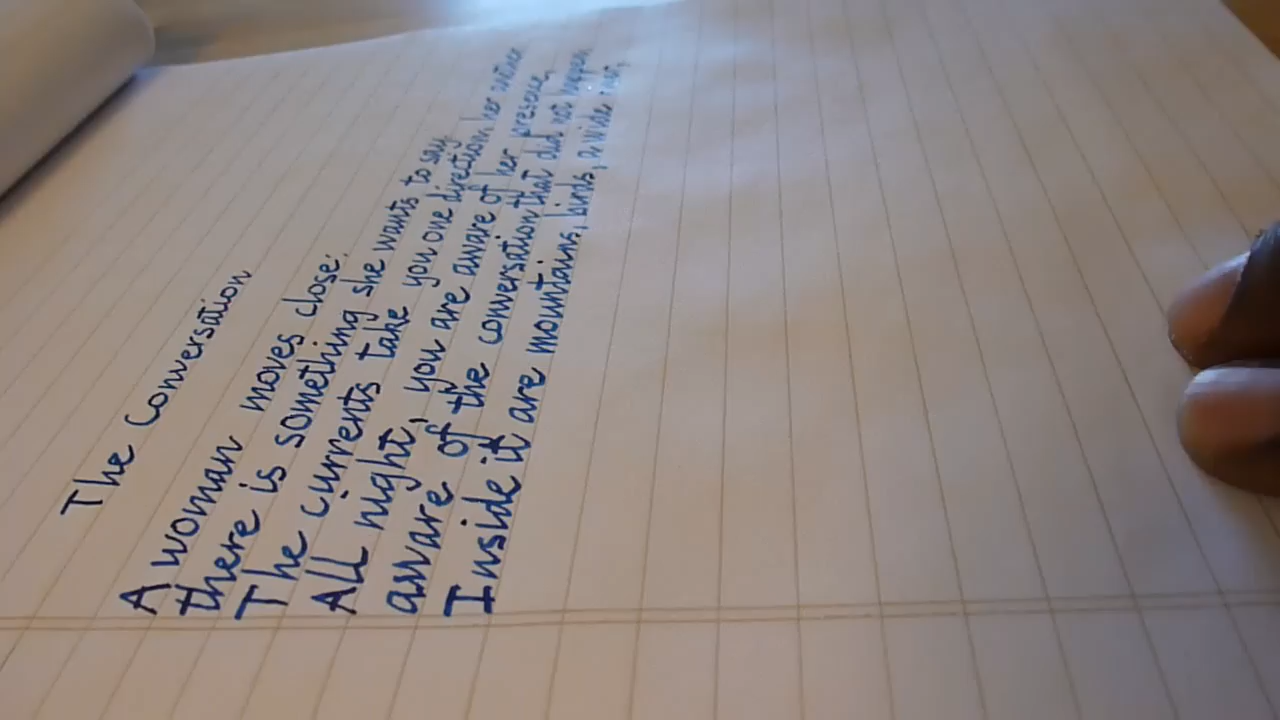 The Conversation
A woman moves close:
there is something she wants to say
The currents take you one direction, her another
All night, you are aware of her presence,
aware of the conversation that did not happen
Inside it are mountains, birds, a wide